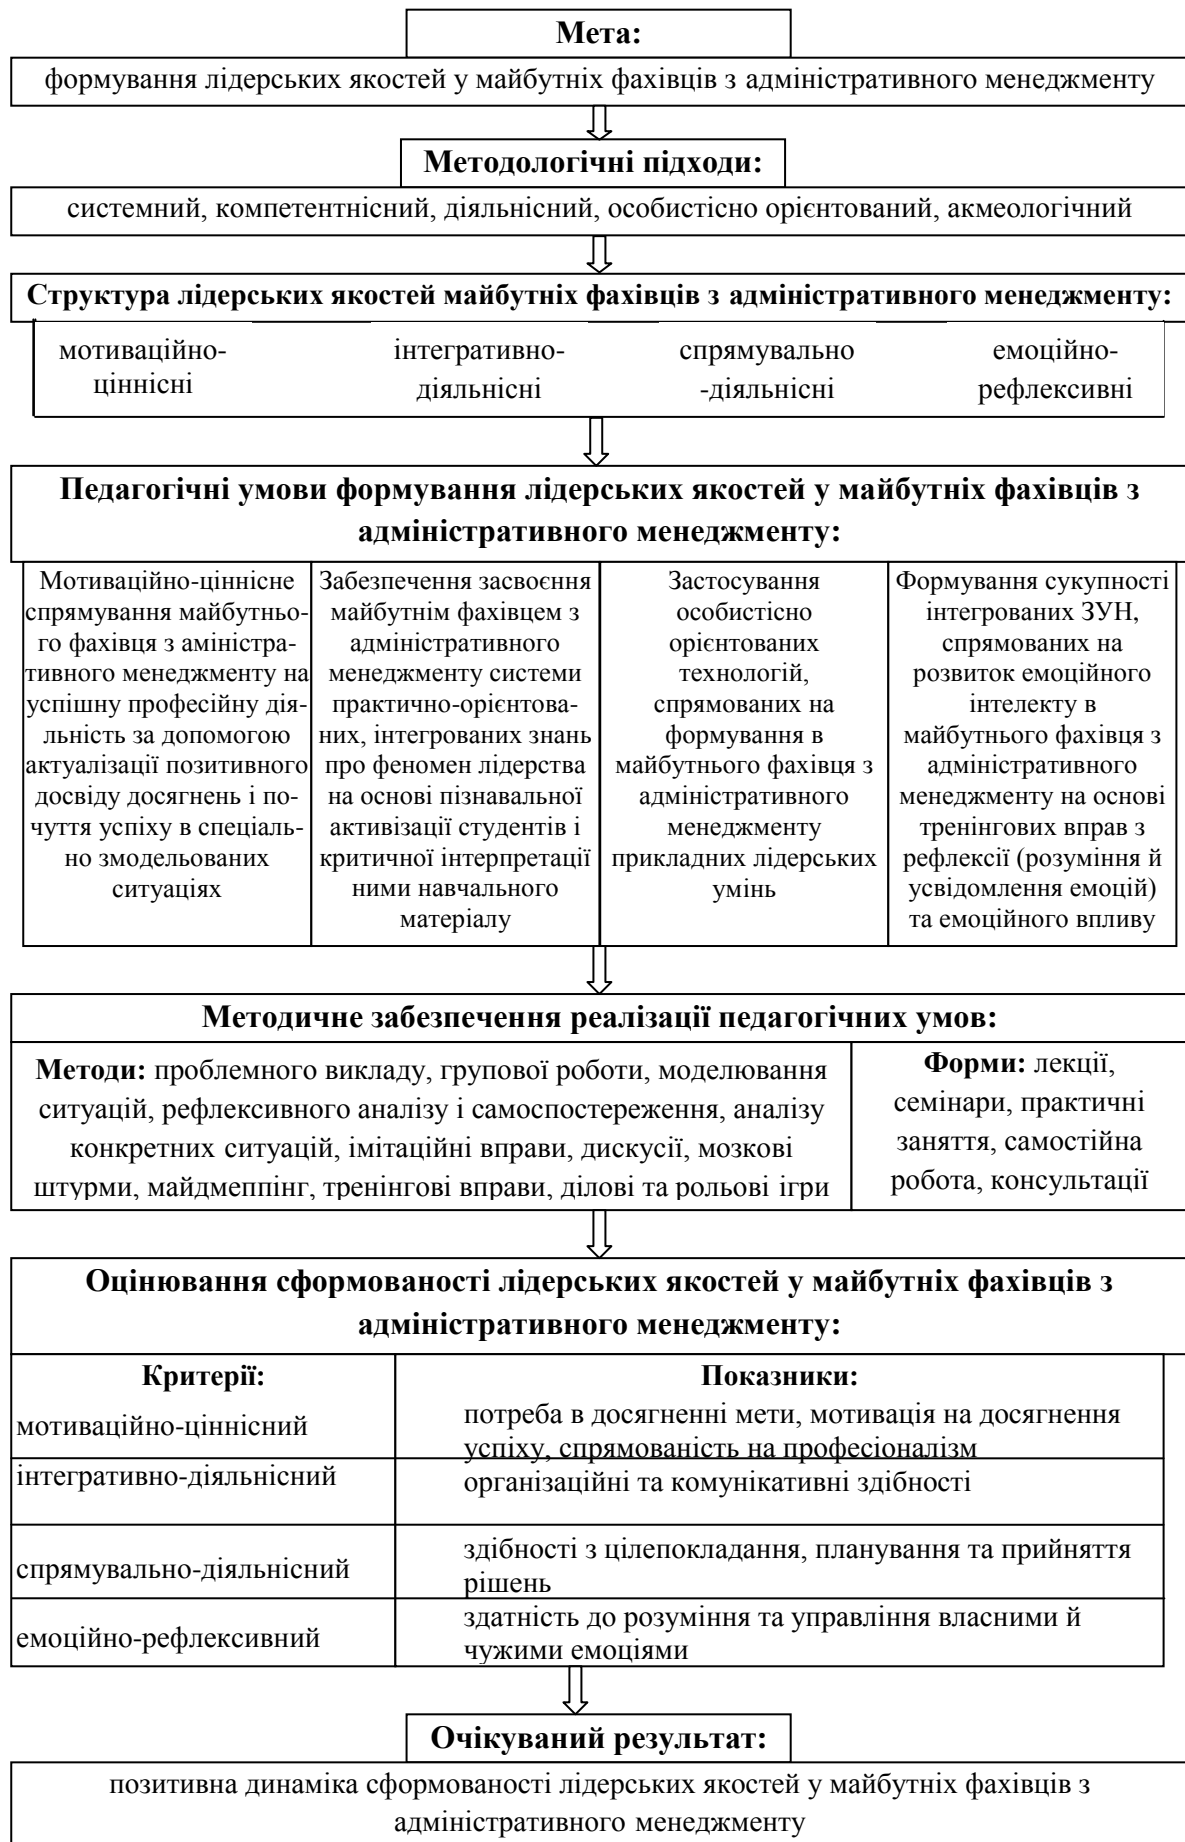 Мета:
формування лідерських якостей у майбутніх фахівців з адміністративного менеджменту
Методологічні підходи:
системний, компетентнісний, діяльнісний, особистісно орієнтований, акмеологічний
Структура лідерських якостей майбутніх фахівців з адміністративного менеджменту:
мотиваційно-
ціннісні
інтегративно-
діяльнісні
спрямувально
-діяльнісні
емоційно-
рефлексивні
Педагогічні умови формування лідерських якостей у майбутніх фахівців з
адміністративного менеджменту:
Мотиваційно-ціннісне
спрямування майбутньо-
го фахівця з аміністра-
тивного менеджменту на
успішну професійну дія-
льність за допомогою
актуалізації позитивного
досвіду досягнень і по-
чуття успіху в спеціаль-
но змодельованих
ситуаціях
Забезпечення засвоєння
майбутнім фахівцем з
адміністративного
менеджменту системи
практично-орієнтова-
них, інтегрованих знань
про феномен лідерства
на основі пізнавальної
активізації студентів і
критичної інтерпретації
ними навчального
матеріалу
Застосування
особистісно
орієнтованих
технологій,
спрямованих на
формування в
майбутнього фахівця з
адміністративного
менеджменту
прикладних лідерських
умінь
Формування сукупності
інтегрованих ЗУН,
спрямованих на
розвиток емоційного
інтелекту в
майбутнього фахівця з
адміністративного
менеджменту на основі
тренінгових вправ з
рефлексії (розуміння й
усвідомлення емоцій)
та емоційного впливу
Методичне забезпечення реалізації педагогічних умов:
Методи: проблемного викладу, групової роботи, моделювання
ситуацій, рефлексивного аналізу і самоспостереження, аналізу
конкретних ситуацій, імітаційні вправи, дискусії, мозкові
штурми, майдмеппінг, тренінгові вправи, ділові та рольові ігри
Форми: лекції,
семінари, практичні
заняття, самостійна
робота, консультації
Оцінювання сформованості лідерських якостей у майбутніх фахівців з
адміністративного менеджменту:
Критерії:
Показники:
мотиваційно-ціннісний
потреба в досягненні мети, мотивація на досягнення
успіху, спрямованість на професіоналізм
інтегративно-діяльнісний
організаційні та комунікативні здібності
спрямувально-діяльнісний
здібності з цілепокладання, планування та прийняття
рішень
емоційно-рефлексивний
здатність до розуміння та управління власними й
чужими емоціями
Очікуваний результат:
позитивна динаміка сформованості лідерських якостей у майбутніх фахівців з
адміністративного менеджменту